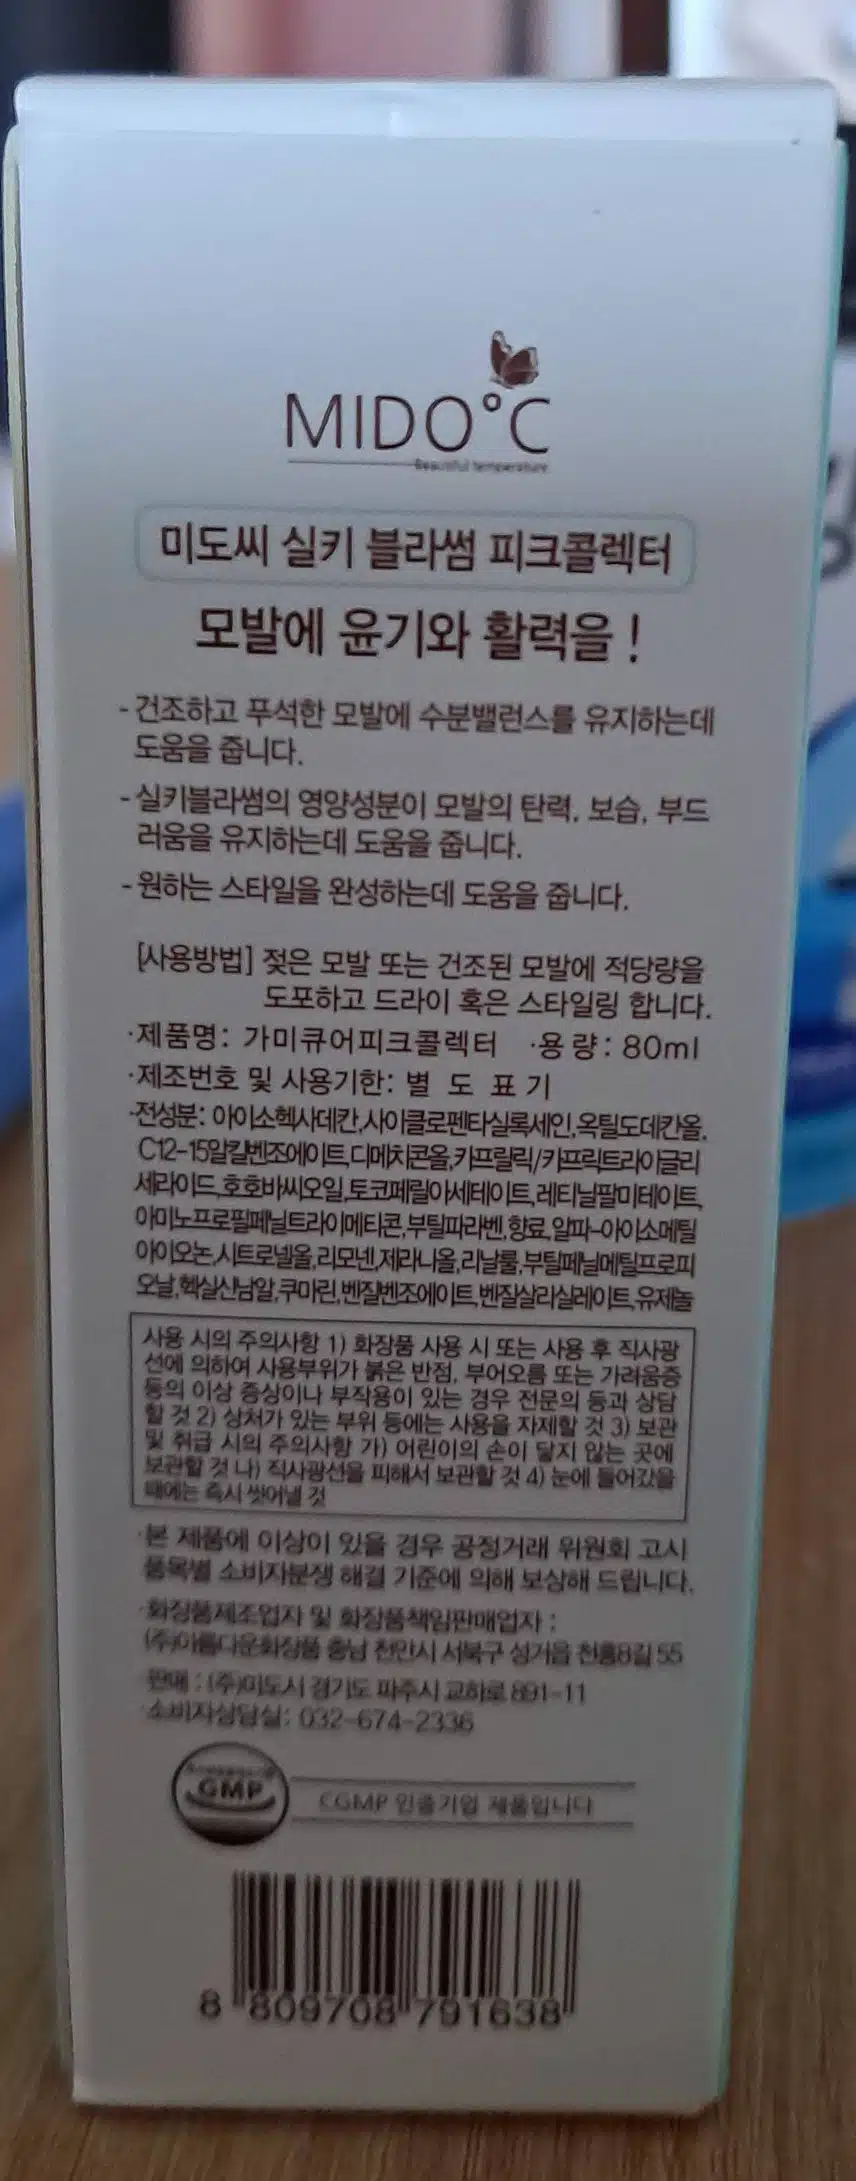 MIDO°C
Beautiful temperature
미도씨 실키 블라썸 피크콜렉터
모발에 윤기와 활력을 !
- 건조하고 푸석한 모발에 수분밸런스를 유지하는데
도움을 줍니다.
- 실키블라썸의 영양성분이 모발의 탄력, 보습, 부드
러움을 유지하는데 도움을 줍니다.
- 원하는 스타일을 완성하는데 도움을 줍니다.
[사용방법] 젖은 모발 또는 건조된 모발에 적당량을
도포하고 드라이 혹은 스타일링 합니다.
·제품명: 가미큐어피크콜렉터 ·용 량: 80ml
·제조번호 및 사용기한: 별 도 표 기
·전성분: 아이소헥사데칸,사이클로펜타실록세인,옥틸도데칸올,
C12-15알킬벤조에이트,디메치콘올,카프릴릭/카프릭트라이글리
세라이드,호호바씨오일,토코페릴아세테이트,레티닐팔미테이트,
아미노프로필페닐트라이메티콘,부틸파라벤,향료,알파-아이소메틸
아이오논,시트로넬올,리모넨,제라니올,리날룰,부틸페닐메틸프로피
오날,헥실신남알,쿠마린,벤질벤조에이트,벤질살리실레이트,유제놀
사용 시의 주의사항 1) 화장품 사용 시 또는 사용 후 직사광
선에 의하여 사용부위가 붉은 반점, 부어오름 또는 가려움증
등의 이상 증상이나 부작용이 있는 경우 전문의 등과 상담
할 것 2) 상처가 있는 부위 등에는 사용을 자제할 것 3) 보관
및 취급 시의 주의사항 가) 어린이의 손이 닿지 않는 곳에
보관할 것 나) 직사광선을 피해서 보관할 것 4) 눈에 들어갔을
때에는 즉시 씻어낼 것
·본 제품에 이상이 있을 경우 공정거래 위원회 고시
품목별 소비자분쟁 해결 기준에 의해 보상해 드립니다.
·화장품제조업자 및 화장품책임판매업자 :
(주)아름다운화장품 충남 천안시 서북구 성거읍 천흥8길 55
·판매 : (주)미도시 경기도 파주시 교하로 891-11
·소비자상담실: 032-674-2336
GMP
CGMP 인증기업 제품입니다
8 809708 791638